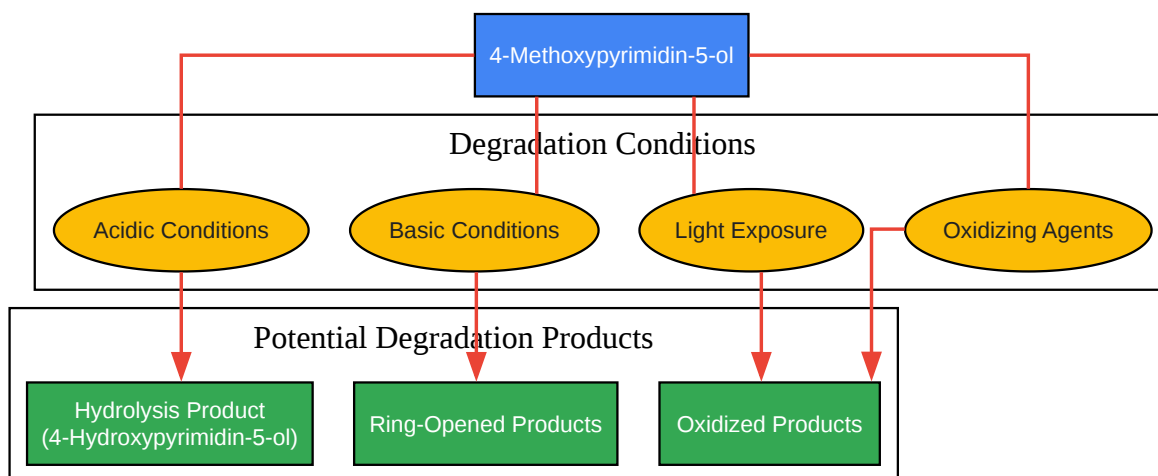 4-Methoxypyrimidin-5-ol
Degradation Conditions
Acidic Conditions
Basic Conditions
Light Exposure
Oxidizing Agents
Potential Degradation Products
Hydrolysis Product
(4-Hydroxypyrimidin-5-ol)
Ring-Opened Products
Oxidized Products